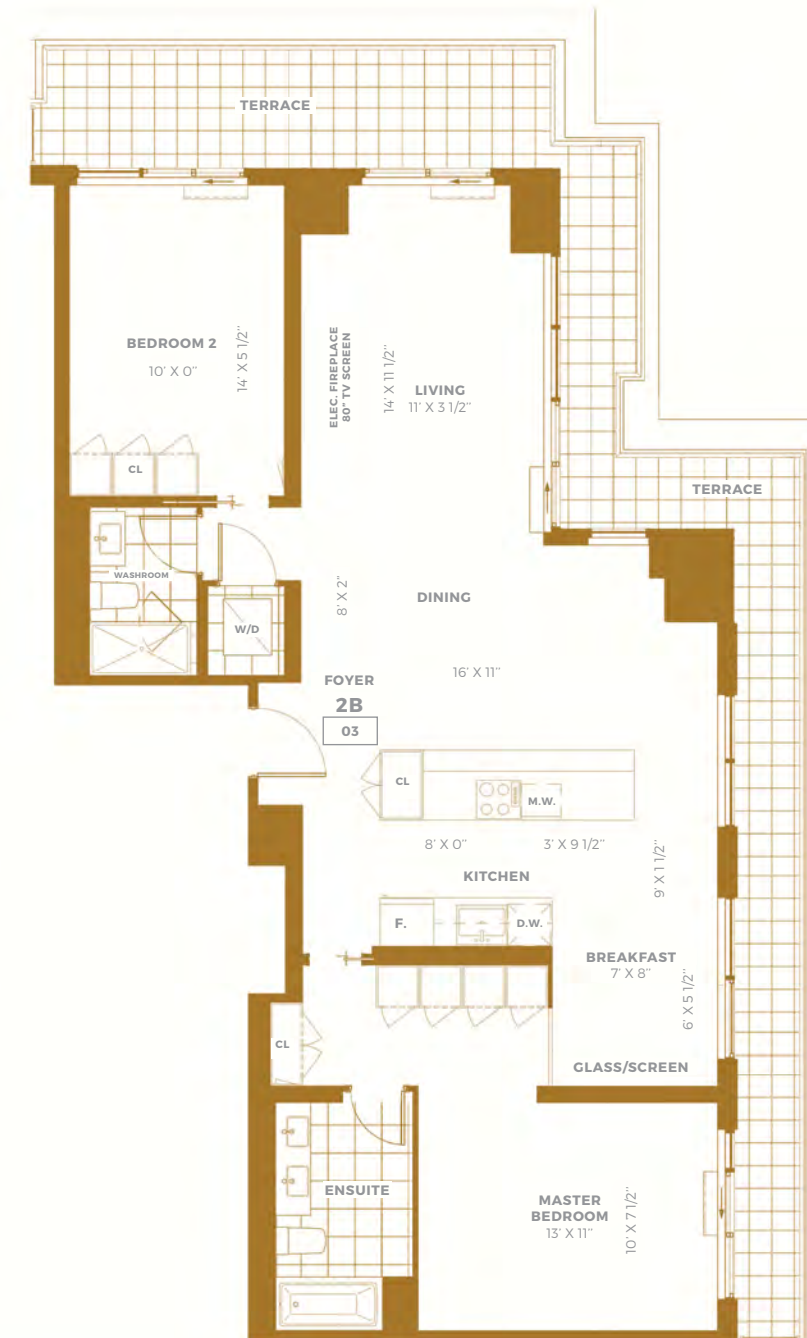 TERRACE
BEDROOM 2
10' X 0"
14' X 5 1/2"
ELEC. FIREPLACE
80" TV SCREEN
14' X 11 1/2"
LIVING
11' X 3 1/2"
CL
TERRACE
WASHROOM
W/D
8' X 2"
DINING
16' X 11"
FOYER
2B
03
CL
M.W.
8' X 0"
3' X 9 1/2"
KITCHEN
9' X 1 1/2"
F.
D.W.
BREAKFAST
7' X 8"
6' X 5 1/2"
CL
GLASS/SCREEN
ENSUITE
MASTER
BEDROOM
13' X 11"
10' X 7 1/2"